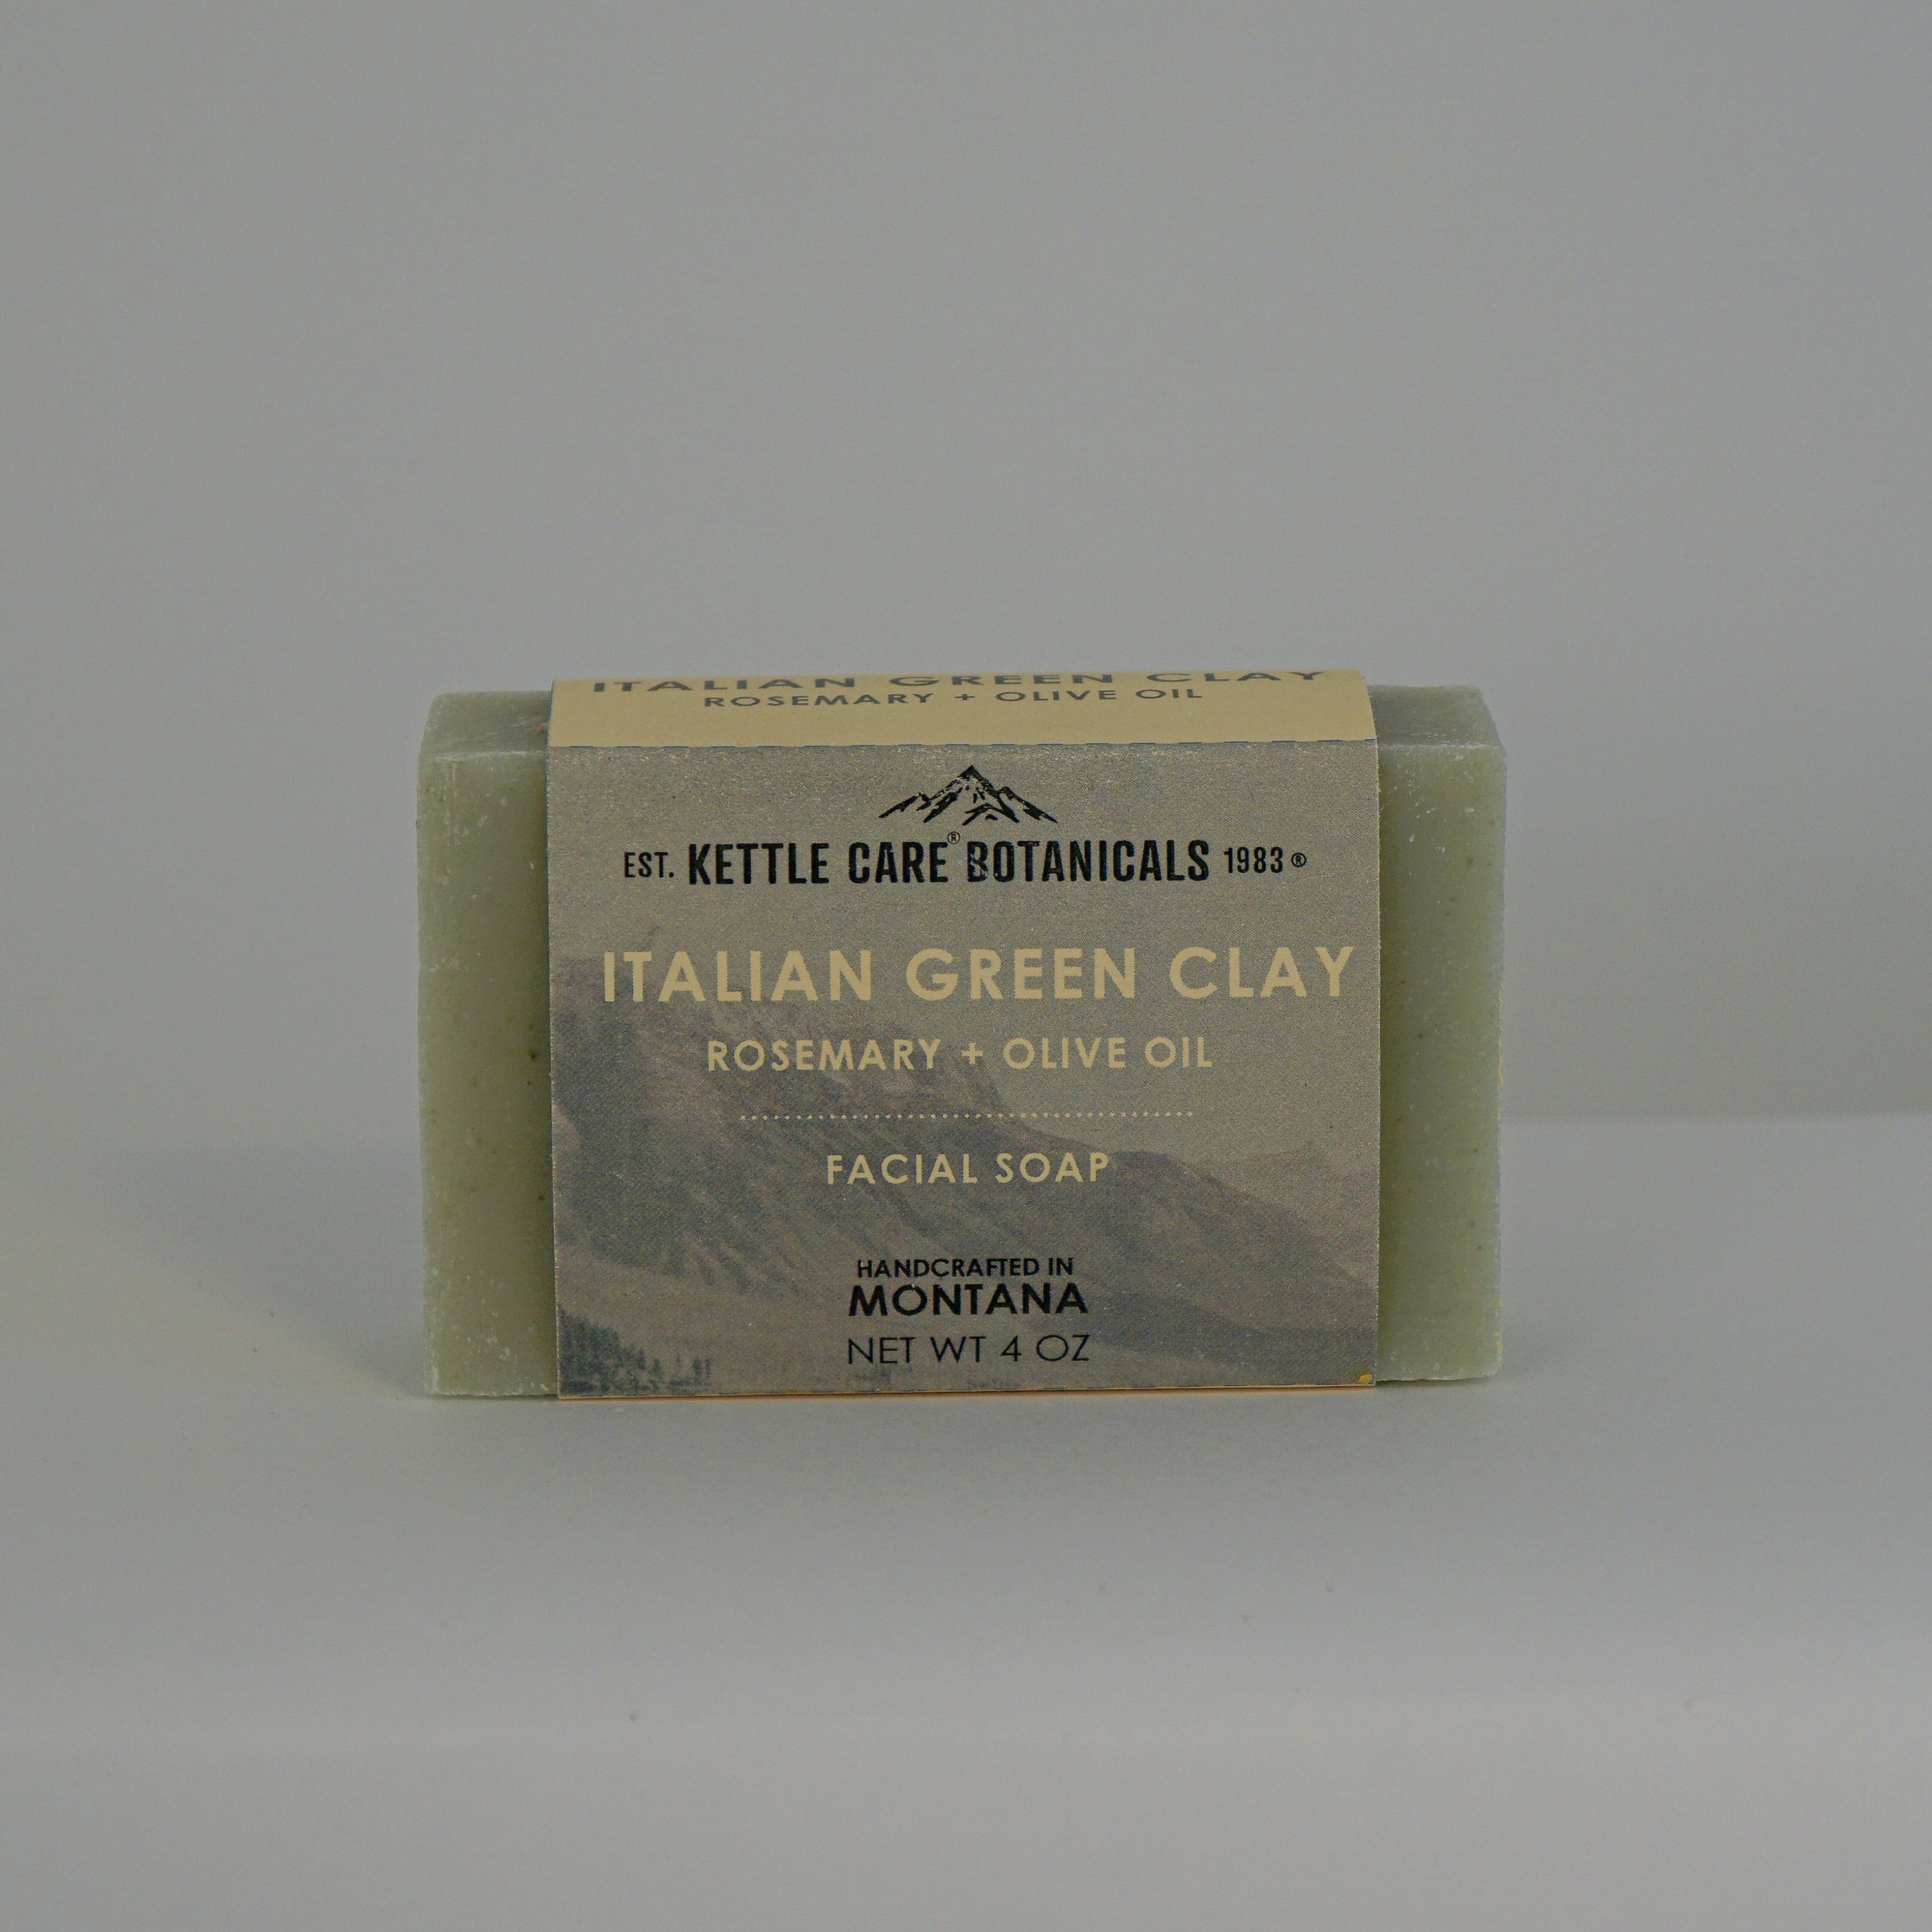 ITALIAN GREEN CLAY
ROSEMARY + OLIVE OIL
EST. KETTLE CARE® BOTANICALS 1983®
ITALIAN GREEN CLAY
ROSEMARY + OLIVE OIL
FACIAL SOAP
HANDCRAFTED IN
MONTANA
NET WT 4 OZ